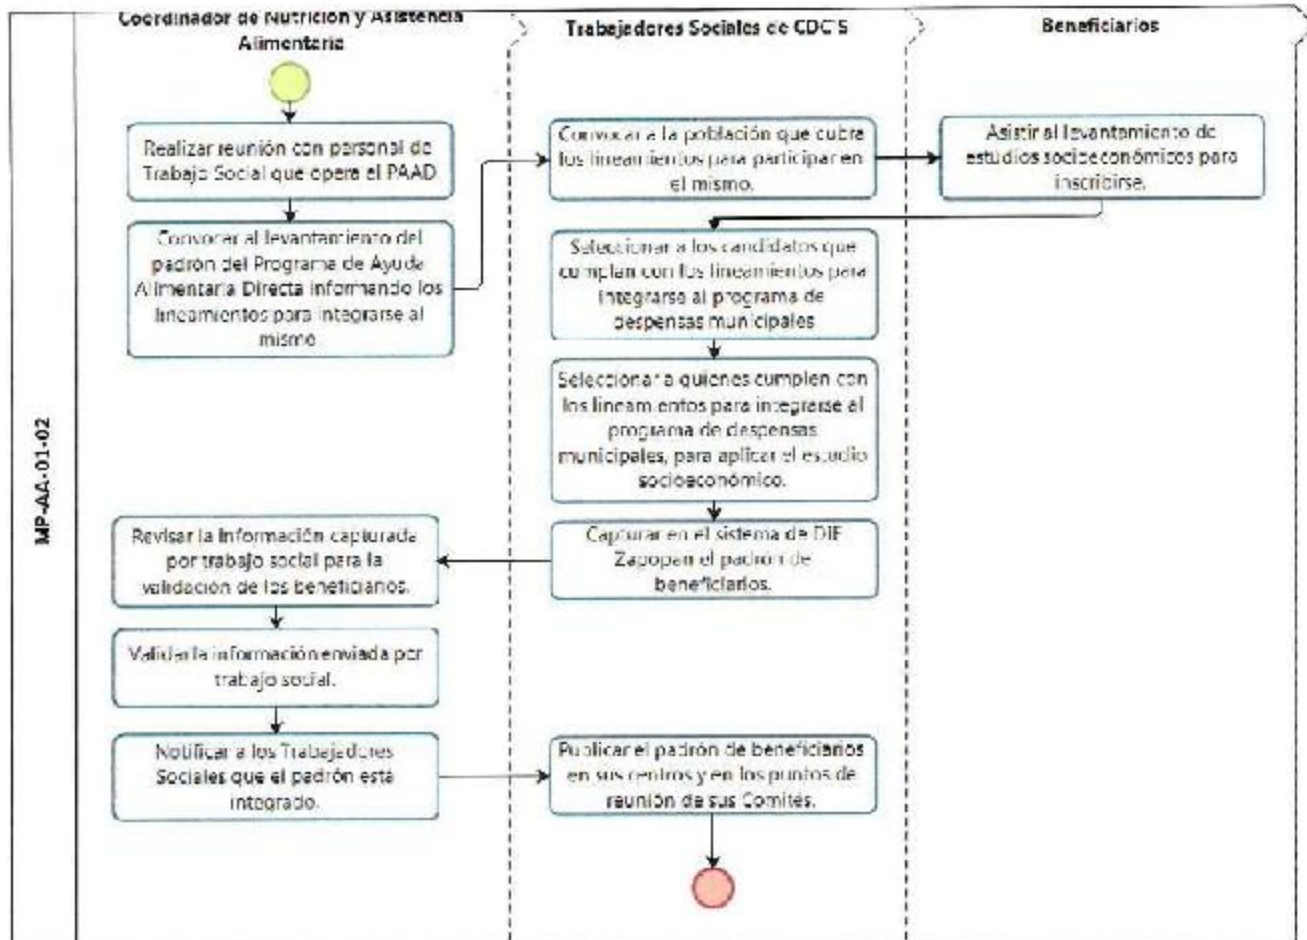 Coordinador de Nutrición y Asistencia
Alimentaria
Trabajadores Sociales de CDC'S
Beneficiarios
MP-AA-01-02
Realizar reunión con personal de
Trabajo Social que opera el PAAD
Convocar a la población que cubra
los lineamientos para participar en
el mismo.
Asistir al levantamiento de
estudios socioeconómicos para
inscribirse.
Convocar al levantamiento del
padrón del Programa de Ayuda
Alimentaria Directa informando los
lineamientos para integrarse al
mismo
Seleccionar a los candidatos que
cumplan con los lineamientos para
integrarse al programa de
despensas municipales
Seleccionar a quienes cumplen con
los lineamientos para integrarse al
programa de despensas
municipales, para aplicar el estudio
socioeconómico.
Capturar en el sistema de DIF
Zapopan el padrón de
beneficiarios.
Revisar la información capturada
por trabajo social para la
validación de los beneficiarios.
Validar la información enviada por
trabajo social.
Notificar a los Trabajadores
Sociales que el padrón está
integrado.
Publicar el padrón de beneficiarios
en sus centros y en los puntos de
reunión de sus Comités.